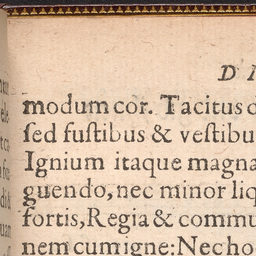 D I
modum cor. Tacitus
sed fustibus & vestibu
Ignium itaque magna
guendo, nec minor liq
fortis, Regia & commu
nem cum igne: Nec ho